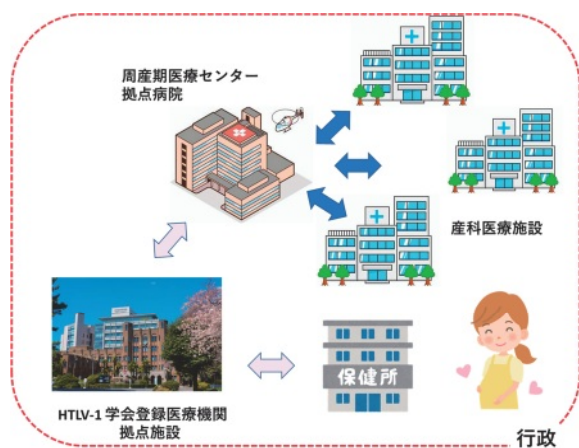 周産期医療センター
拠点病院
産科医療施設
保健所
HTLV-1 学会登録医療機関
拠点施設
行政